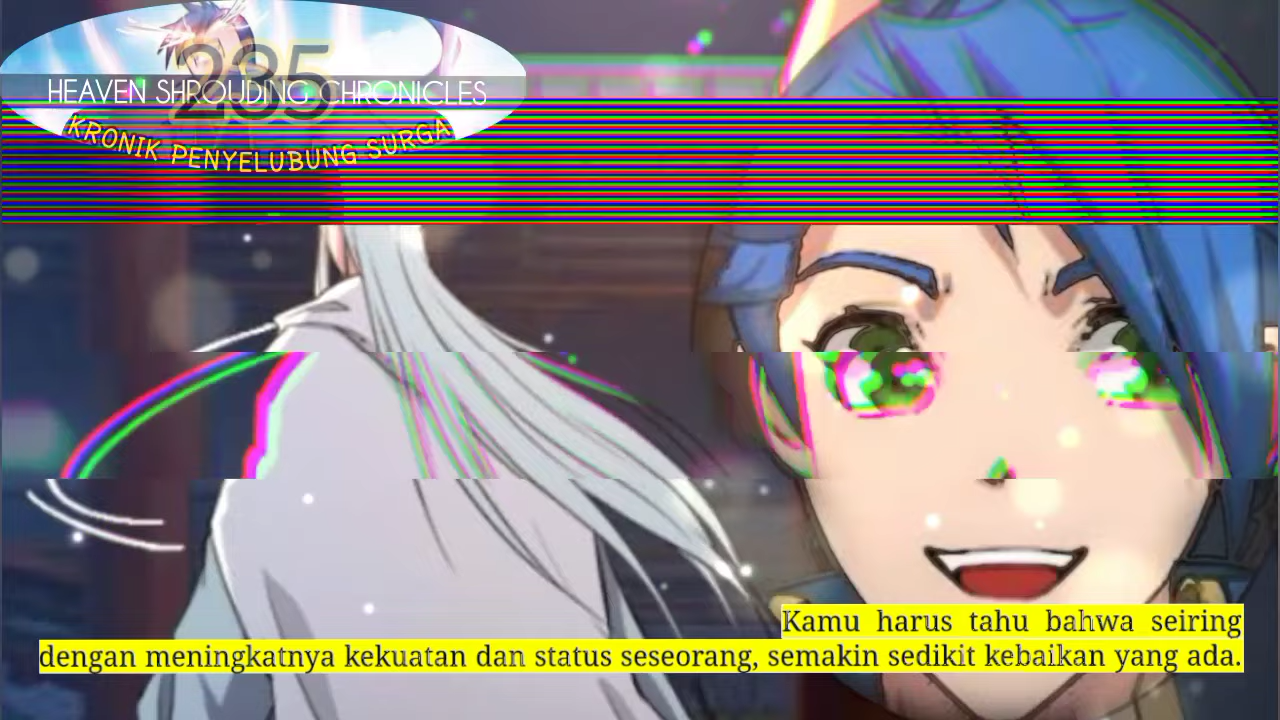 235
HEAVEN SHROUDING CHRONICLES
KRONIK PENYELUBUNG SURGA
Kamu harus tahu bahwa seiring
dengan meningkatnya kekuatan dan status seseorang, semakin sedikit kebaikan yang ada.